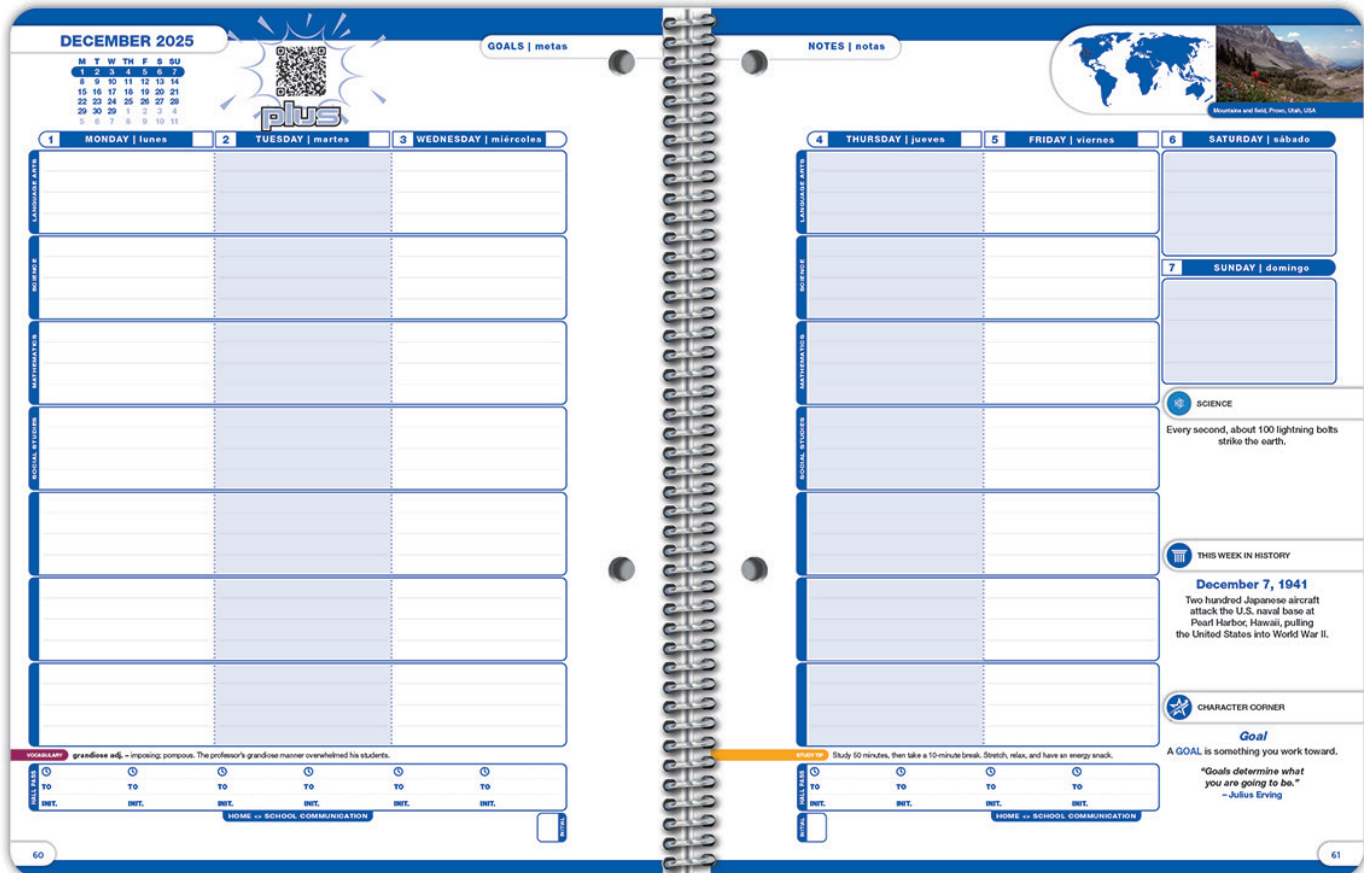 DECEMBER 2025
M T W TH F S SU
1 2 3 4 5 6 7
8 9 10 11 12 13 14
15 16 17 18 19 20 21
22 23 24 25 26 27 28
29 30 29 1 2 3 4
5 6 7 8 9 10 11
plus
GOALS | metas
1 MONDAY | lunes
2 TUESDAY | martes
3 WEDNESDAY | miércoles
LANGUAGE ARTS
SCIENCE
MATHEMATICS
SOCIAL STUDIES
VOCABULARY grandiose adj. – imposing; pompous. The professor's grandiose manner overwhelmed his students.
HALL PASS
TO TO TO TO TO TO
INIT. INIT. INIT. INIT. INIT. INIT.
HOME <> SCHOOL COMMUNICATION
INITIAL
60
NOTES | notas
Mountains and field, Provo, Utah, USA
4 THURSDAY | jueves
5 FRIDAY | viernes
6 SATURDAY | sábado
LANGUAGE ARTS
SCIENCE
MATHEMATICS
SOCIAL STUDIES
7 SUNDAY | domingo
SCIENCE
Every second, about 100 lightning bolts
strike the earth.
THIS WEEK IN HISTORY
December 7, 1941
Two hundred Japanese aircraft
attack the U.S. naval base at
Pearl Harbor, Hawaii, pulling
the United States into World War II.
CHARACTER CORNER
Goal
A GOAL is something you work toward.
"Goals determine what
you are going to be."
– Julius Erving
STUDY TIP Study 50 minutes, then take a 10-minute break. Stretch, relax, and have an energy snack.
HALL PASS
TO TO TO TO
INIT. INIT. INIT. INIT.
HOME <> SCHOOL COMMUNICATION
INITIAL
61